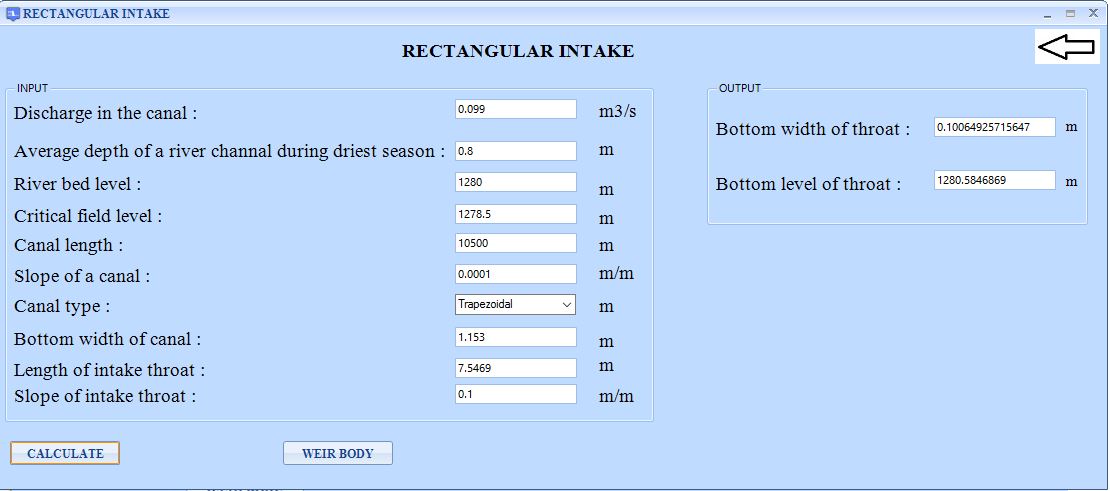 RECTANGULAR INTAKE
RECTANGULAR INTAKE
INPUT
Discharge in the canal : 0.099 m3/s
Average depth of a river channal during driest season : 0.8 m
River bed level : 1280 m
Critical field level : 1278.5 m
Canal length : 10500 m
Slope of a canal : 0.0001 m/m
Canal type : Trapezoidal m
Bottom width of canal : 1.153 m
Length of intake throat : 7.5469 m
Slope of intake throat : 0.1 m/m
OUTPUT
Bottom width of throat : 0.10064925715647 m
Bottom level of throat : 1280.5846869 m
CALCULATE WEIR BODY